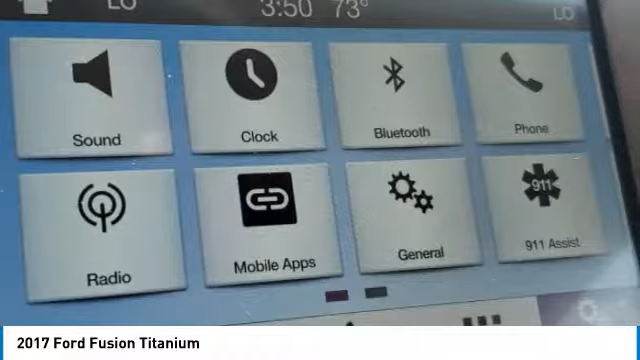 LO 3:50 73° LO
Sound Clock Bluetooth Phone
911
Radio Mobile Apps General 911 Assist
2017 Ford Fusion Titanium